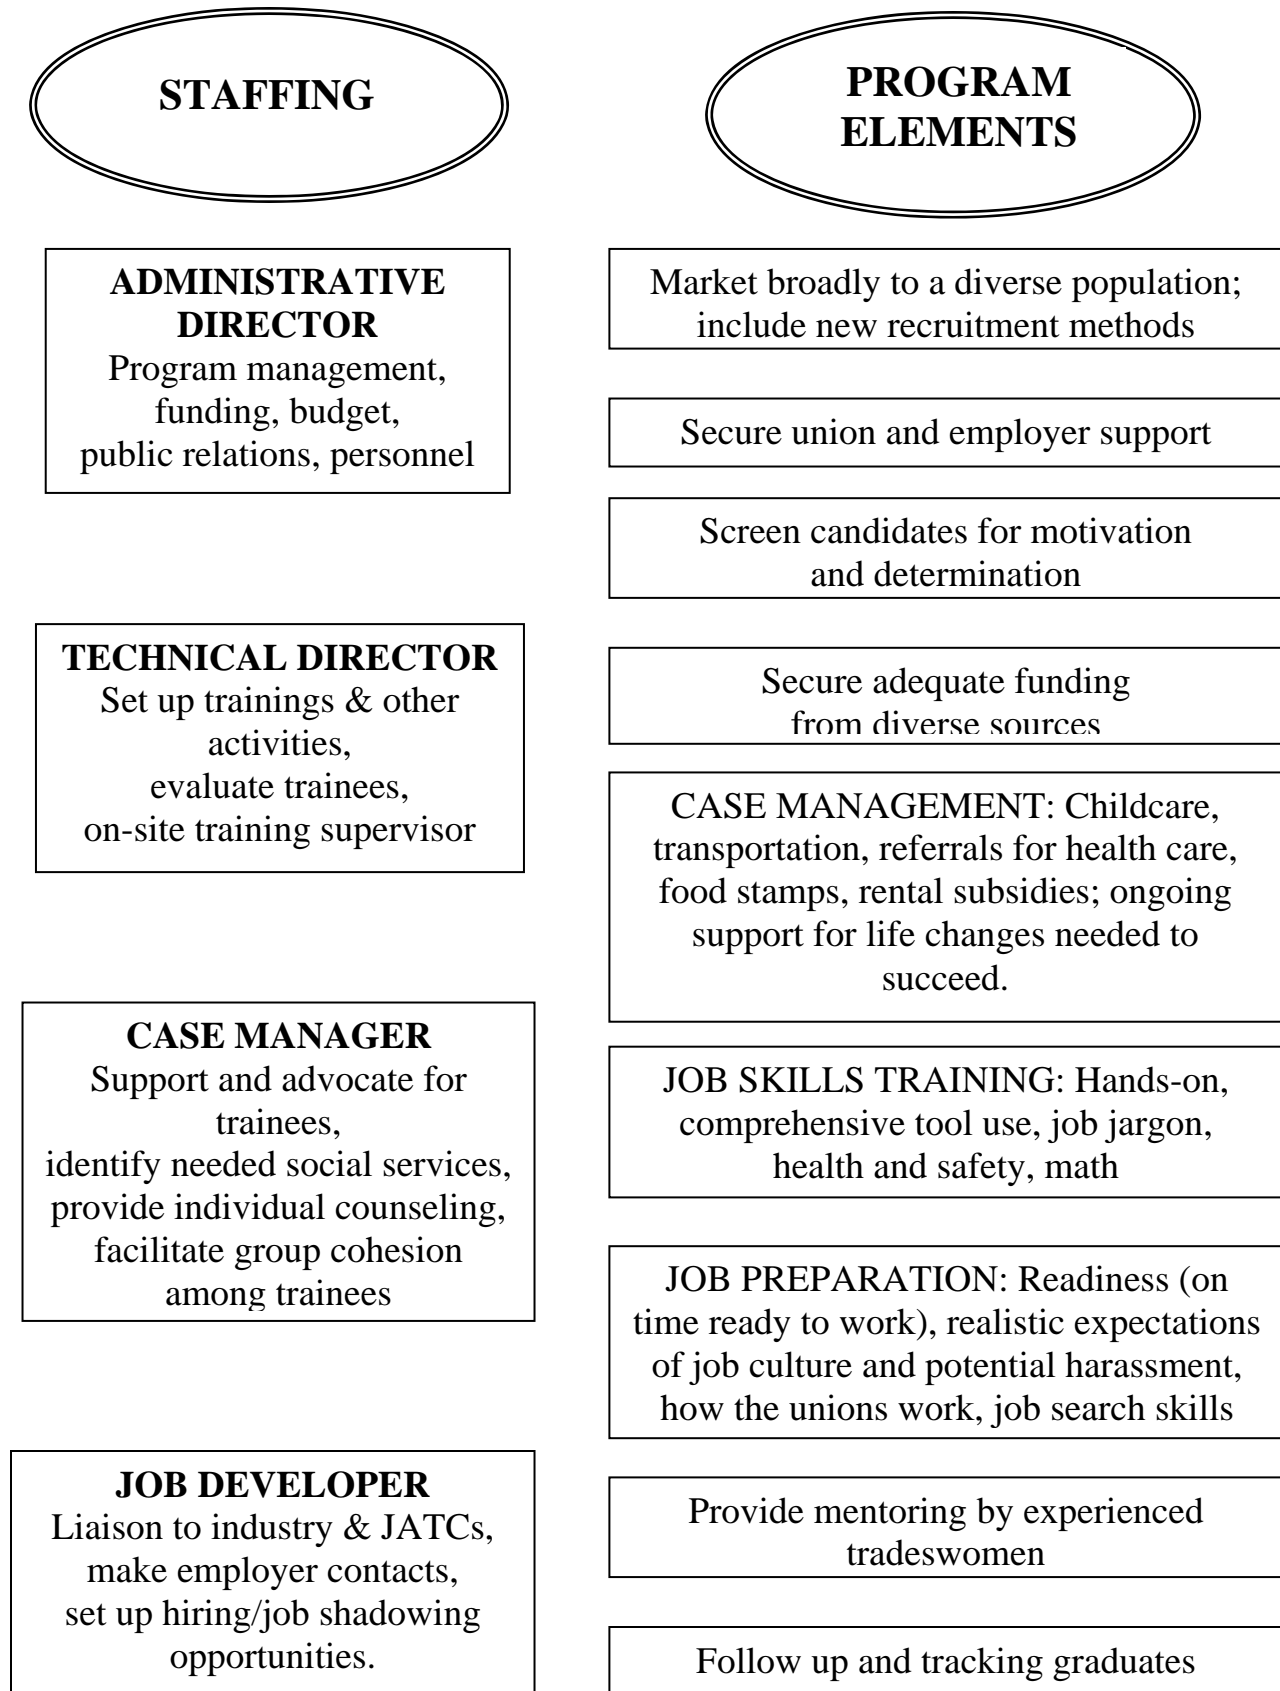 STAFFING
ADMINISTRATIVE
DIRECTOR
Program management,
funding, budget,
public relations, personnel
TECHNICAL DIRECTOR
Set up trainings & other
activities,
evaluate trainees,
on-site training supervisor
CASE MANAGER
Support and advocate for
trainees,
identify needed social services,
provide individual counseling,
facilitate group cohesion
among trainees
JOB DEVELOPER
Liaison to industry & JATCs,
make employer contacts,
set up hiring/job shadowing
opportunities.
PROGRAM
ELEMENTS
Market broadly to a diverse population;
include new recruitment methods
Secure union and employer support
Screen candidates for motivation
and determination
Secure adequate funding
from diverse sources
CASE MANAGEMENT: Childcare,
transportation, referrals for health care,
food stamps, rental subsidies; ongoing
support for life changes needed to
succeed.
JOB SKILLS TRAINING: Hands-on,
comprehensive tool use, job jargon,
health and safety, math
JOB PREPARATION: Readiness (on
time ready to work), realistic expectations
of job culture and potential harassment,
how the unions work, job search skills
Provide mentoring by experienced
tradeswomen
Follow up and tracking graduates